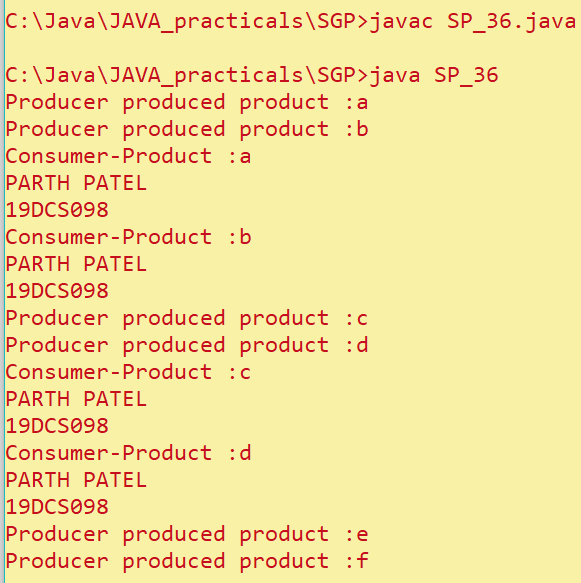 C:\Java\JAVA_practicals\SGP>javac SP_36.java
C:\Java\JAVA_practicals\SGP>java SP_36
Producer produced product :a
Producer produced product :b
Consumer-Product :a
PARTH PATEL
19DCS098
Consumer-Product :b
PARTH PATEL
19DCS098
Producer produced product :c
Producer produced product :d
Consumer-Product :c
PARTH PATEL
19DCS098
Consumer-Product :d
PARTH PATEL
19DCS098
Producer produced product :e
Producer produced product :f